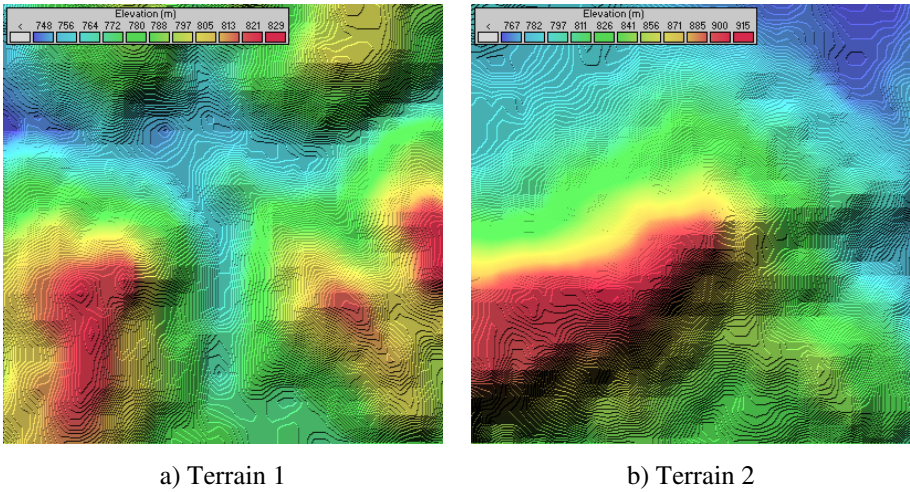 Elevation (m)
< 748 756 764 772 780 788 797 805 813 821 829
Elevation (m)
< 767 782 797 811 826 841 856 871 885 900 915
a) Terrain 1
b) Terrain 2